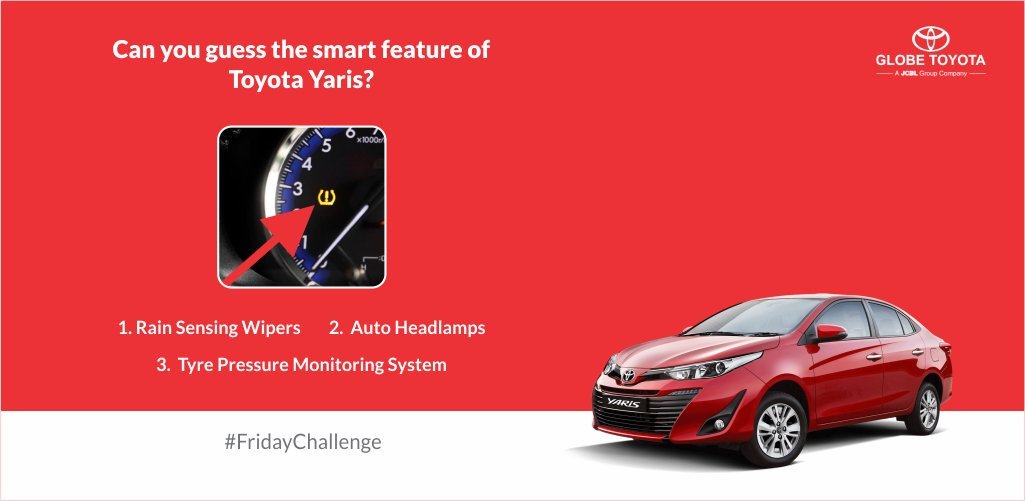 Can you guess the smart feature of
Toyota Yaris?
GLOBE TOYOTA
A JCBL Group Company
6 7
x1000r/
5
4
3
1
H
1. Rain Sensing Wipers 2. Auto Headlamps
3. Tyre Pressure Monitoring System
YARIS
#FridayChallenge